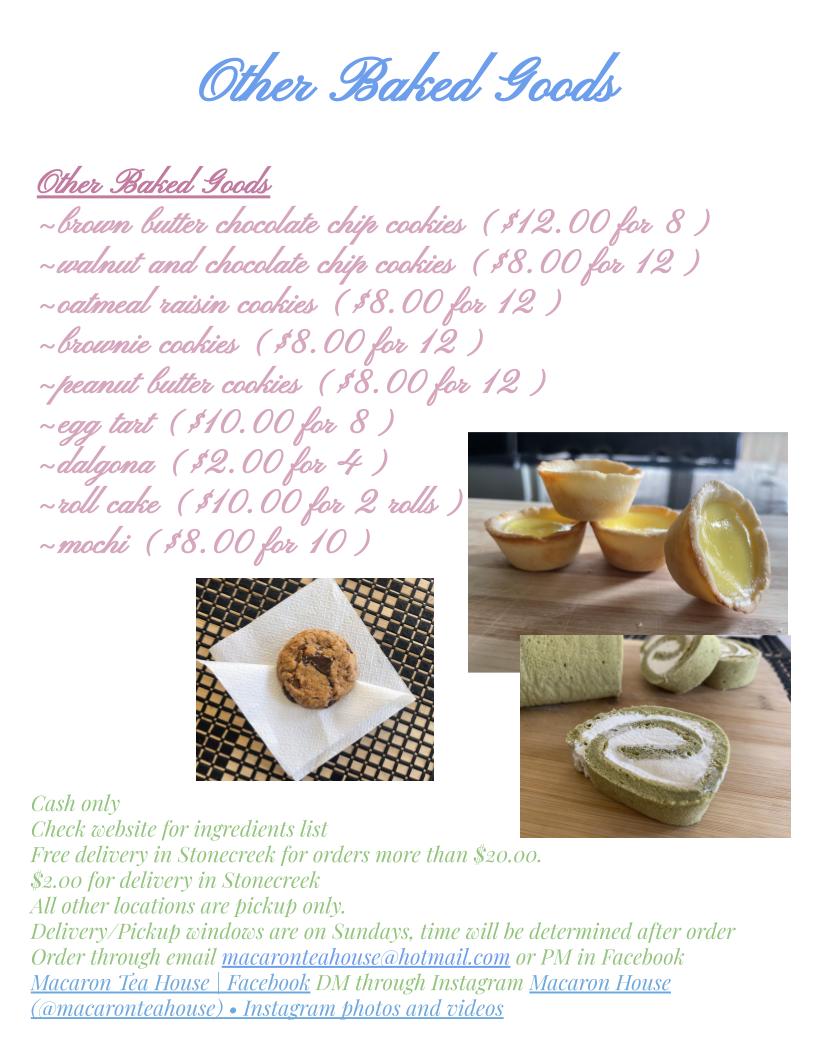 Other Baked Goods
Other Baked Goods
~brown butter chocolate chip cookies ( $12.00 for 8 )
~walnut and chocolate chip cookies ( $8.00 for 12 )
~oatmeal raisin cookies ( $8.00 for 12 )
~brownie cookies ( $8.00 for 12 )
~peanut butter cookies ( $8.00 for 12 )
~egg tart ( $10.00 for 8 )
~dalgona ( $2.00 for 4 )
~roll cake ( $10.00 for 2 rolls )
~mochi ( $8.00 for 10 )
Cash only
Check website for ingredients list
Free delivery in Stonecreek for orders more than $20.00.
$2.00 for delivery in Stonecreek
All other locations are pickup only.
Delivery/Pickup windows are on Sundays, time will be determined after order
Order through email macaronteahouse@hotmail.com or PM in Facebook
Macaron Tea House | Facebook DM through Instagram Macaron House
(@macaronteahouse) • Instagram photos and videos